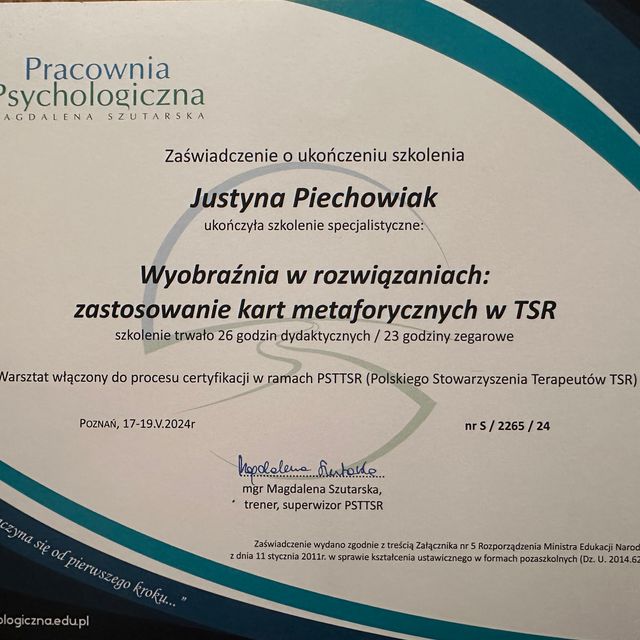 Pracownia
Psychologiczna
MAGDALENA SZUTARSKA
Zaświadczenie o ukończeniu szkolenia
Justyna Piechowiak
ukończyła szkolenie specjalistyczne:
Wyobraźnia w rozwiązaniach:
zastosowanie kart metaforycznych w TSR
szkolenie trwało 26 godzin dydaktycznych / 23 godziny zegarowe
Warsztat włączony do procesu certyfikacji w ramach PSTTSR (Polskiego Stowarzyszenia Terapeutów TSR)
POZNAŃ, 17-19.V.2024r
nr S / 2265 / 24
Magdalena Szutarska
mgr Magdalena Szutarska,
trener, superwizor PSTTSR
Zaświadczenie wydano zgodnie z treścią Załącznika nr 5 Rozporządzenia Ministra Edukacji Narod
z dnia 11 stycznia 2011r. w sprawie kształcenia ustawicznego w formach pozaszkolnych (Dz. U. 2014.62
czyna się od pierwszego kroku..."
ologiczna.edu.pl